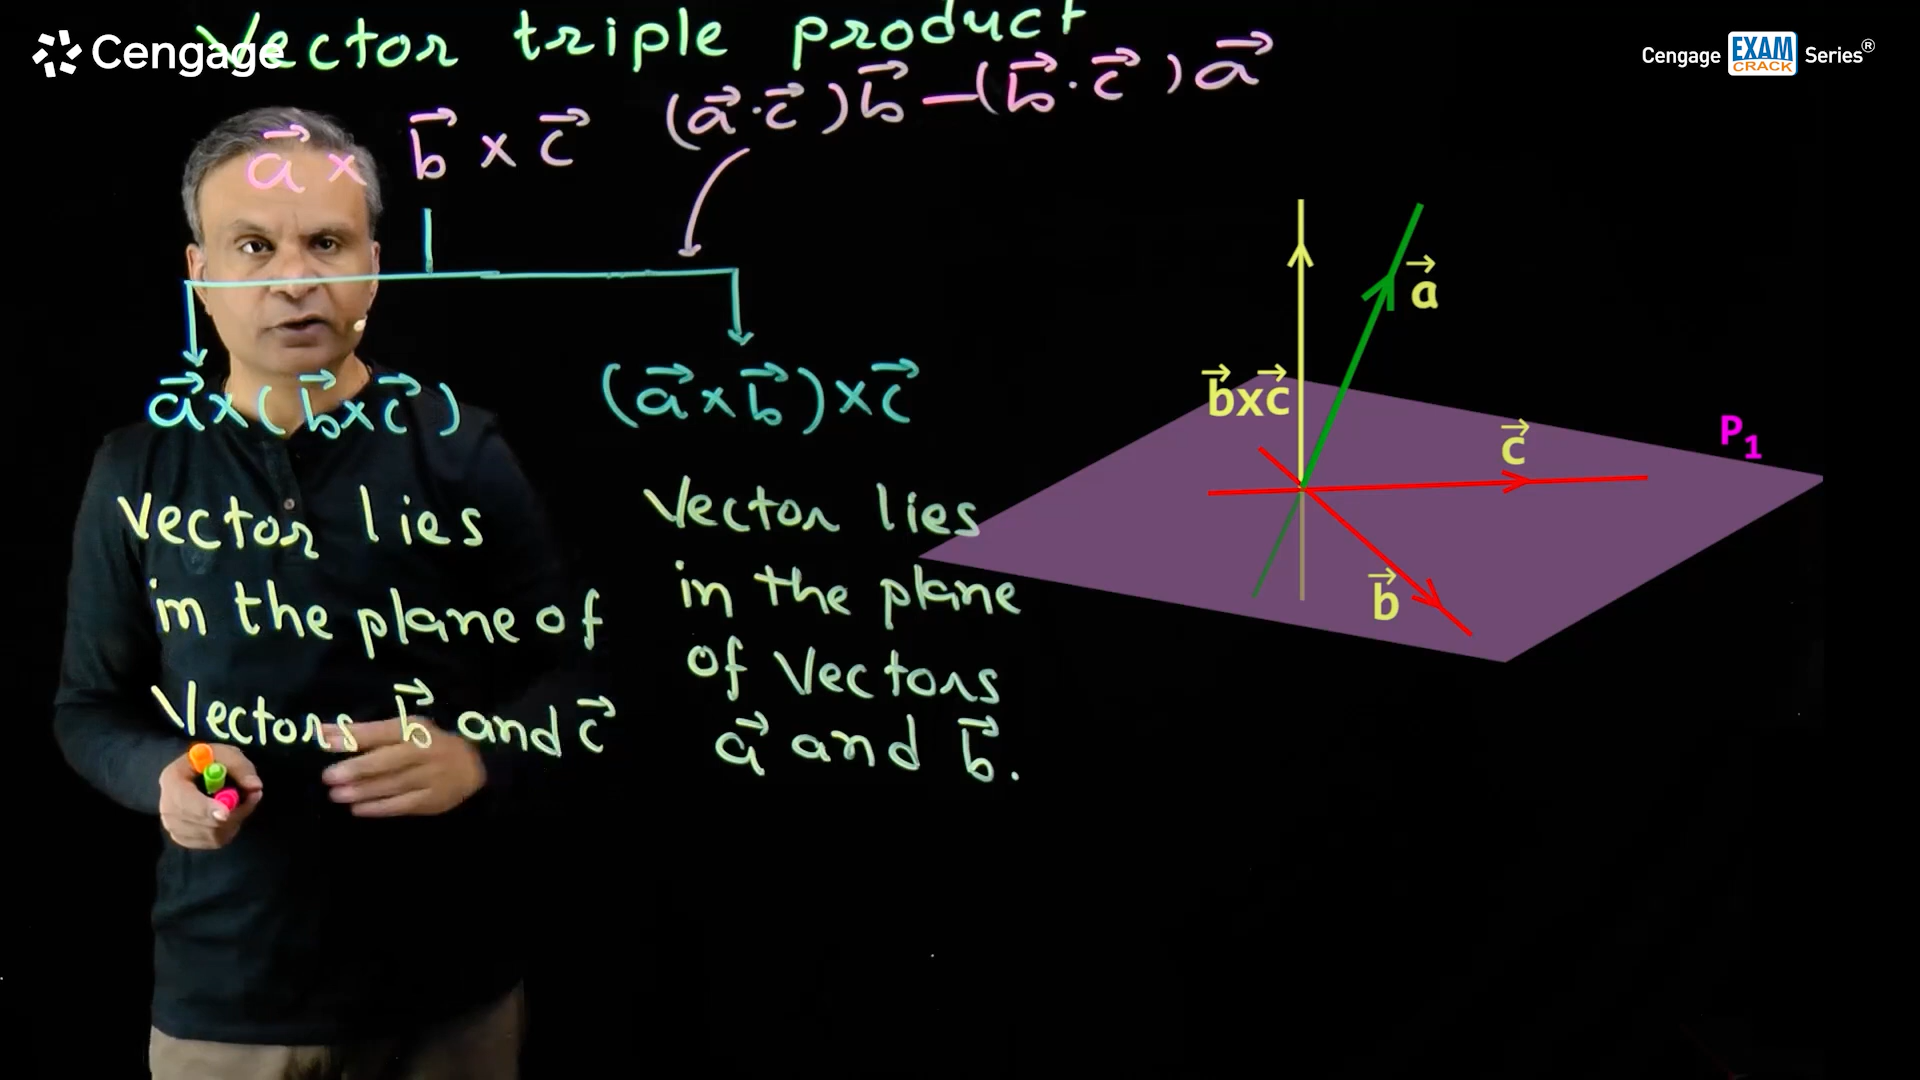 Cengage
Vector triple product
Cengage EXAM CRACK Series®
a⃗ × b⃗ × c⃗
(a⃗·c⃗)b⃗ — (b⃗·c⃗)a⃗
a⃗×(b⃗×c⃗)
Vector lies
in the plane of
Vectors b⃗ and c⃗
(a⃗×b⃗)×c⃗
Vector lies
in the plane
of Vectors
a⃗ and b⃗.
a⃗
b⃗xc⃗
c⃗
P₁
b⃗